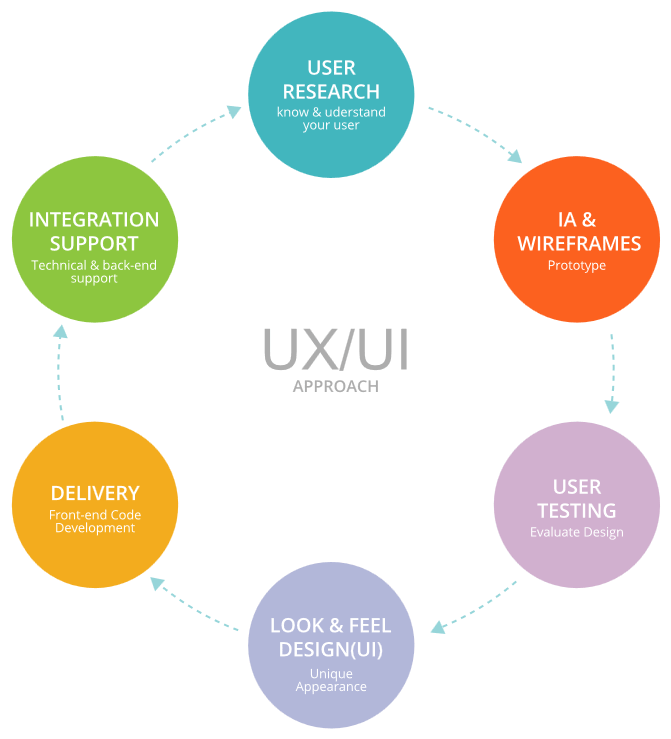 USER
RESEARCH
know & uderstand
your user
IA &
WIREFRAMES
Prototype
USER
TESTING
Evaluate Design
LOOK & FEEL
DESIGN(UI)
Unique
Appearance
DELIVERY
Front-end Code
Development
INTEGRATION
SUPPORT
Technical & back-end
support
UX/UI
APPROACH